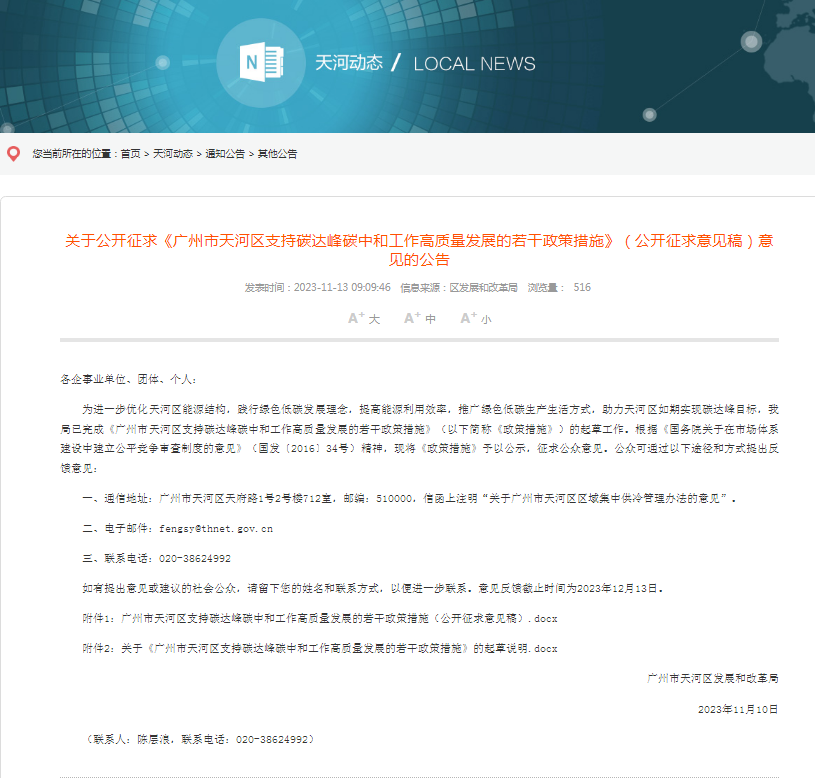 N
天河动态 / LOCAL NEWS
您当前所在的位置：首页 > 天河动态 > 通知公告 > 其他公告
关于公开征求《广州市天河区支持碳达峰碳中和工作高质量发展的若干政策措施》（公开征求意见稿）意
见的公告
发表时间：2023-11-13 09:09:46 信息来源：区发展和改革局 浏览量： 516
A+ 大 A+ 中 A+ 小
各企事业单位、团体、个人：
为进一步优化天河区能源结构，践行绿色低碳发展理念，提高能源利用效率，推广绿色低碳生产生活方式，助力天河区如期实现碳达峰目标，我
局已完成《广州市天河区支持碳达峰碳中和工作高质量发展的若干政策措施》（以下简称《政策措施》）的起草工作。根据《国务院关于在市场体系
建设中建立公平竞争审查制度的意见》（国发〔2016〕34号）精神，现将《政策措施》予以公示，征求公众意见。公众可通过以下途径和方式提出反
馈意见：
一、通信地址：广州市天河区天府路1号2号楼712室，邮编：510000，信函上注明“关于广州市天河区区域集中供冷管理办法的意见”。
二、电子邮件：fengsy@thnet.gov.cn
三、联系电话：020-38624992
如有提出意见或建议的社会公众，请留下您的姓名和联系方式，以便进一步联系。意见反馈截止时间为2023年12月13日。
附件1：广州市天河区支持碳达峰碳中和工作高质量发展的若干政策措施（公开征求意见稿）.docx
附件2：关于《广州市天河区支持碳达峰碳中和工作高质量发展的若干政策措施》的起草说明.docx
广州市天河区发展和改革局
2023年11月10日
（联系人：陈恳浪，联系电话：020-38624992）